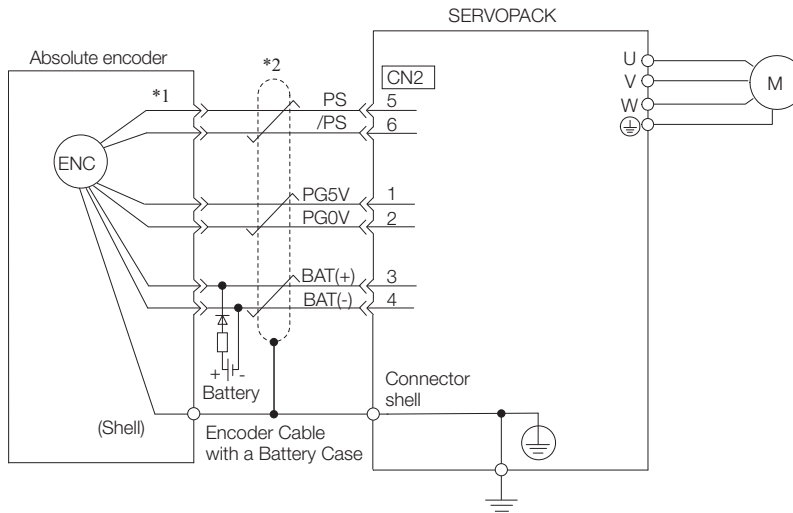 SERVOPACK
Absolute encoder
*2
CN2
U
V
W
M
*1
PS
5
/PS
6
ENC
PG5V
1
PG0V
2
BAT(+)
3
BAT(-)
4
+ -
Battery
Connector
shell
(Shell)
Encoder Cable
with a Battery Case